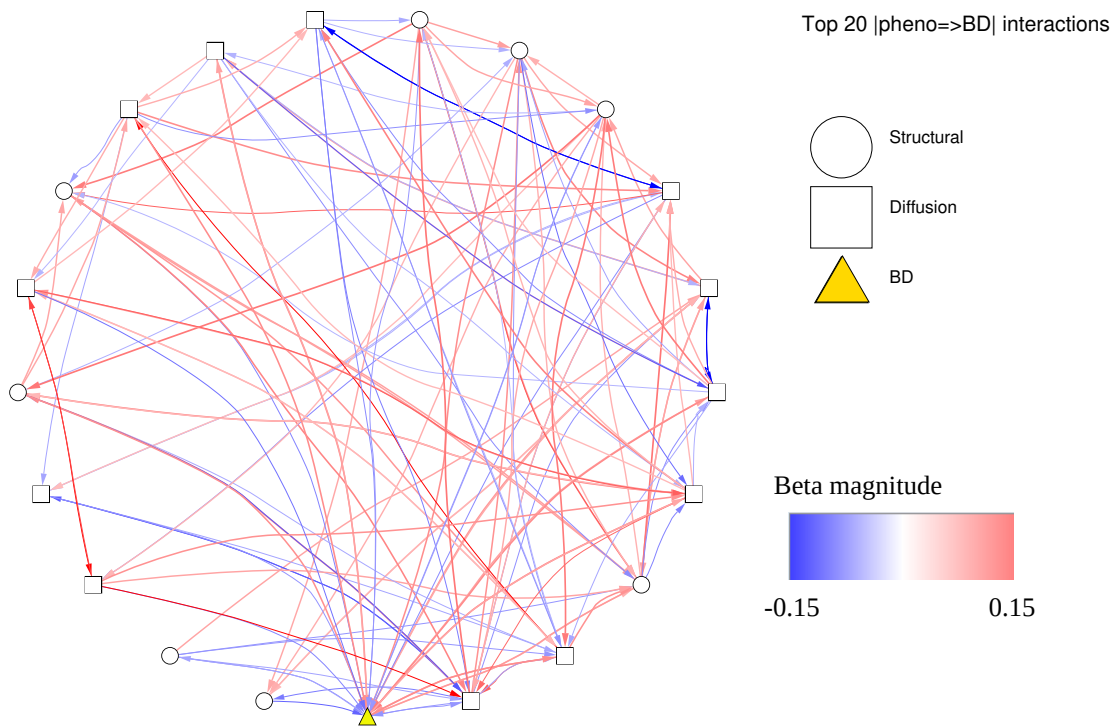 Top 20 |pheno=>BD| interactions
Structural
Diffusion
BD
Beta magnitude
-0.15 0.15